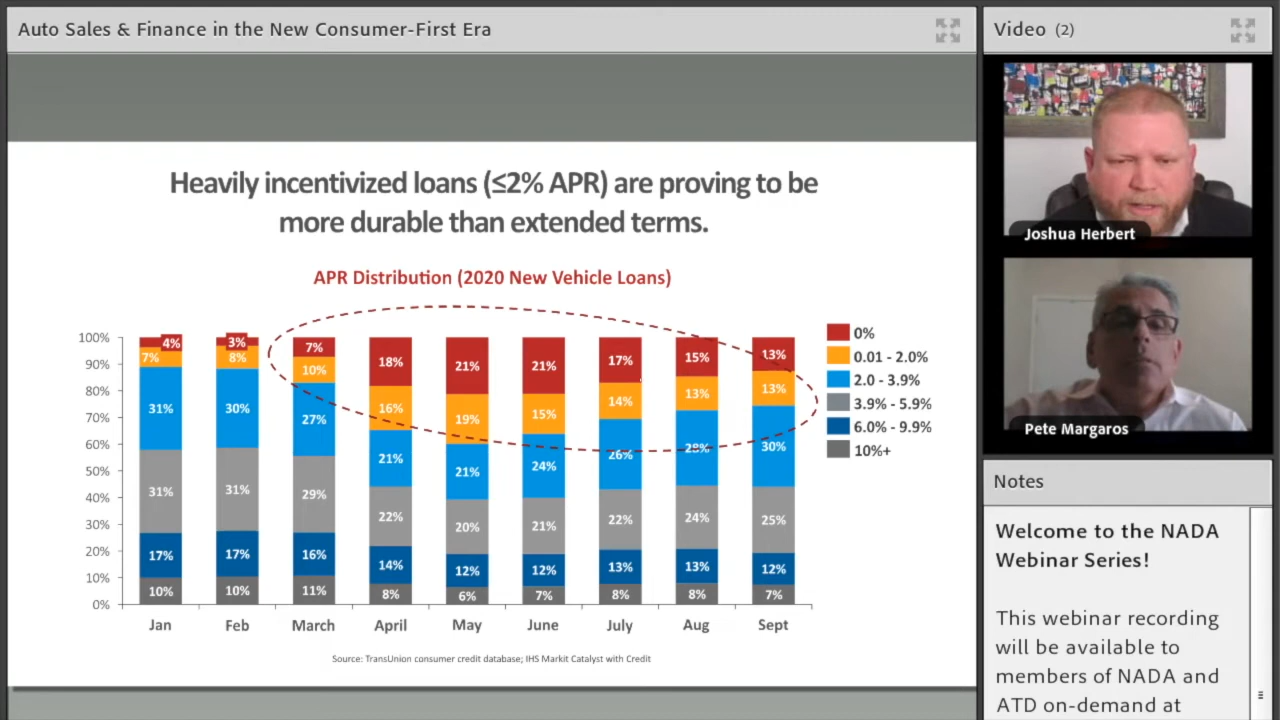 Auto Sales & Finance in the New Consumer-First Era
Heavily incentivized loans (≤2% APR) are proving to be
more durable than extended terms.
APR Distribution (2020 New Vehicle Loans)
100%
90%
80%
70%
60%
50%
40%
30%
20%
10%
0%
4% 3% 7% 18% 21% 21% 17% 15% 13%
7% 8% 10% 16% 19% 15% 14% 13% 13%
31% 30% 27% 21% 21% 24% 26% 28% 30%
31% 31% 29% 22% 20% 21% 22% 24% 25%
17% 17% 16% 14% 12% 12% 13% 13% 12%
10% 10% 11% 8% 6% 7% 8% 8% 7%
Jan Feb March April May June July Aug Sept
0%
0.01 - 2.0%
2.0 - 3.9%
3.9% - 5.9%
6.0% - 9.9%
10%+
Source: TransUnion consumer credit database; IHS Markit Catalyst with Credit
Video (2)
Joshua Herbert
Pete Margaros
Notes
Welcome to the NADA
Webinar Series!
This webinar recording
will be available to
members of NADA and
ATD on-demand at